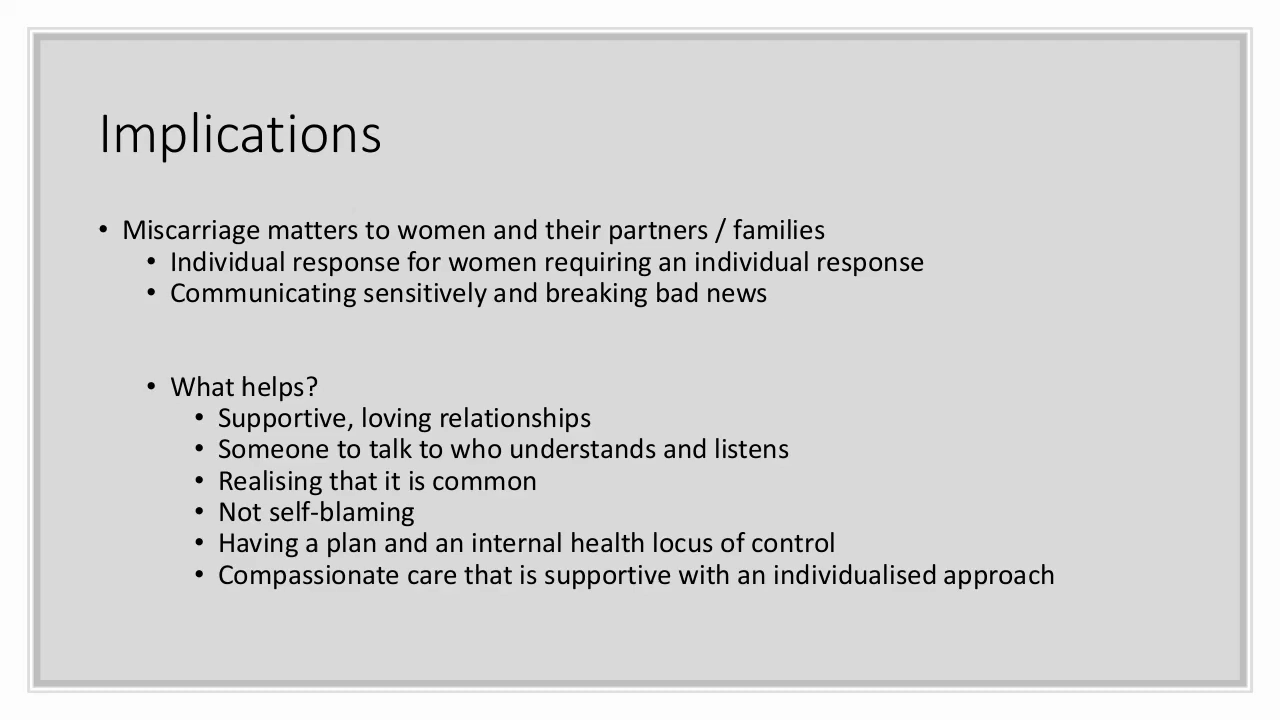 Implications
• Miscarriage matters to women and their partners / families
• Individual response for women requiring an individual response
• Communicating sensitively and breaking bad news
• What helps?
• Supportive, loving relationships
• Someone to talk to who understands and listens
• Realising that it is common
• Not self-blaming
• Having a plan and an internal health locus of control
• Compassionate care that is supportive with an individualised approach